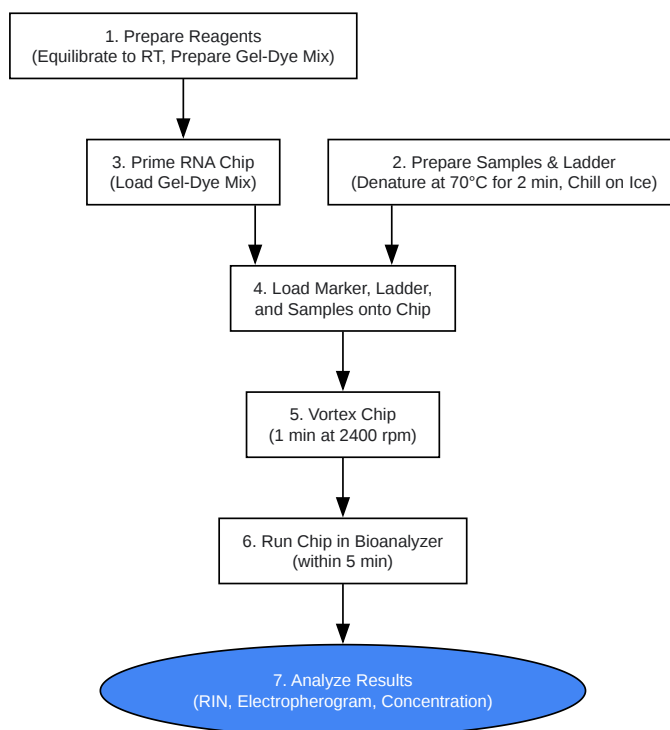 1. Prepare Reagents
(Equilibrate to RT, Prepare Gel-Dye Mix)
3. Prime RNA Chip
(Load Gel-Dye Mix)
2. Prepare Samples & Ladder
(Denature at 70°C for 2 min, Chill on Ice)
4. Load Marker, Ladder,
and Samples onto Chip
5. Vortex Chip
(1 min at 2400 rpm)
6. Run Chip in Bioanalyzer
(within 5 min)
7. Analyze Results
(RIN, Electropherogram, Concentration)